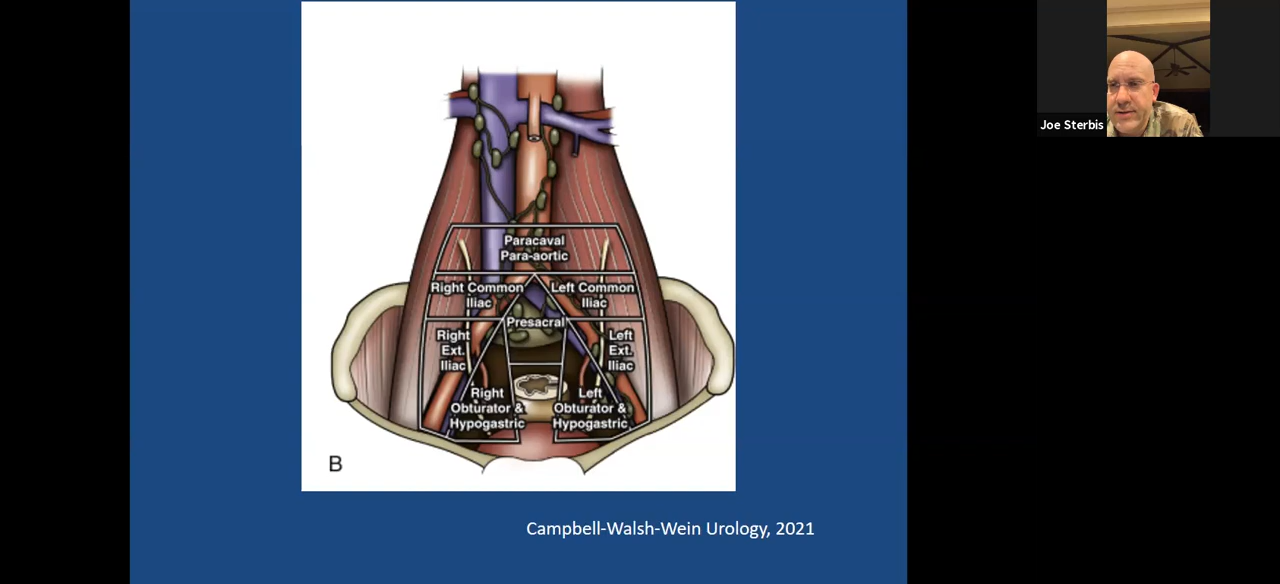 Paracaval
Para-aortic
Right Common
Iliac
Left Common
Iliac
Presacral
Right
Ext.
Iliac
Left
Ext.
Iliac
Right
Obturator &
Hypogastric
Left
Obturator &
Hypogastric
B
Campbell-Walsh-Wein Urology, 2021
Joe Sterbis